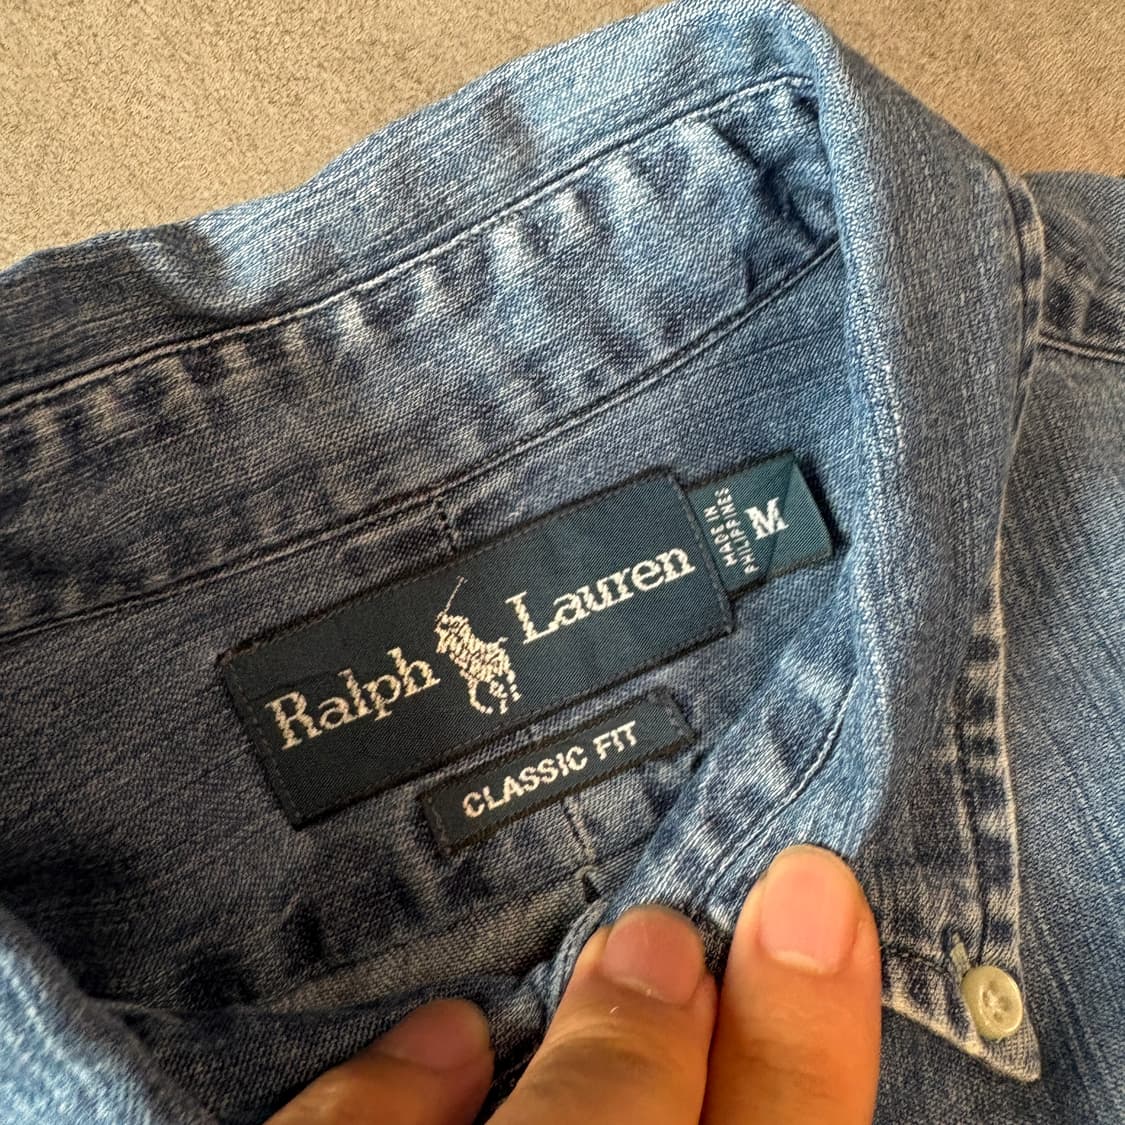 Ralph Lauren
MADE IN
PHILIPPINES
M
CLASSIC FIT